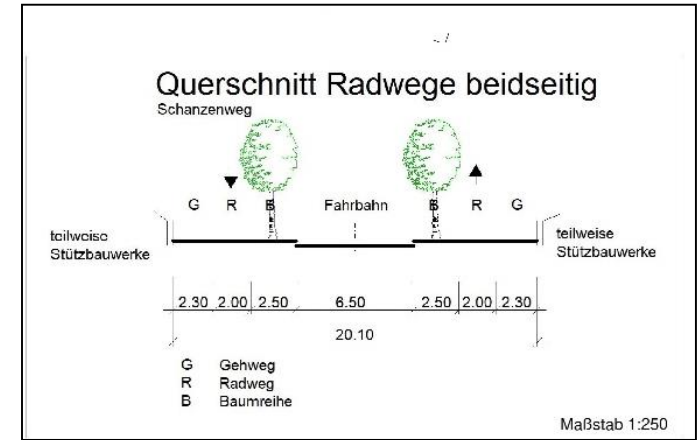 Querschnitt Radwege beidseitig
Schanzenweg
G R B Fahrbahn B R G
teilweise
Stützbauwerke
teilweise
Stützbauwerke
2.30 2.00 2.50 6.50 2.50 2.00 2.30
20.10
G Gehweg
R Radweg
B Baumreihe
Maßstab 1:250